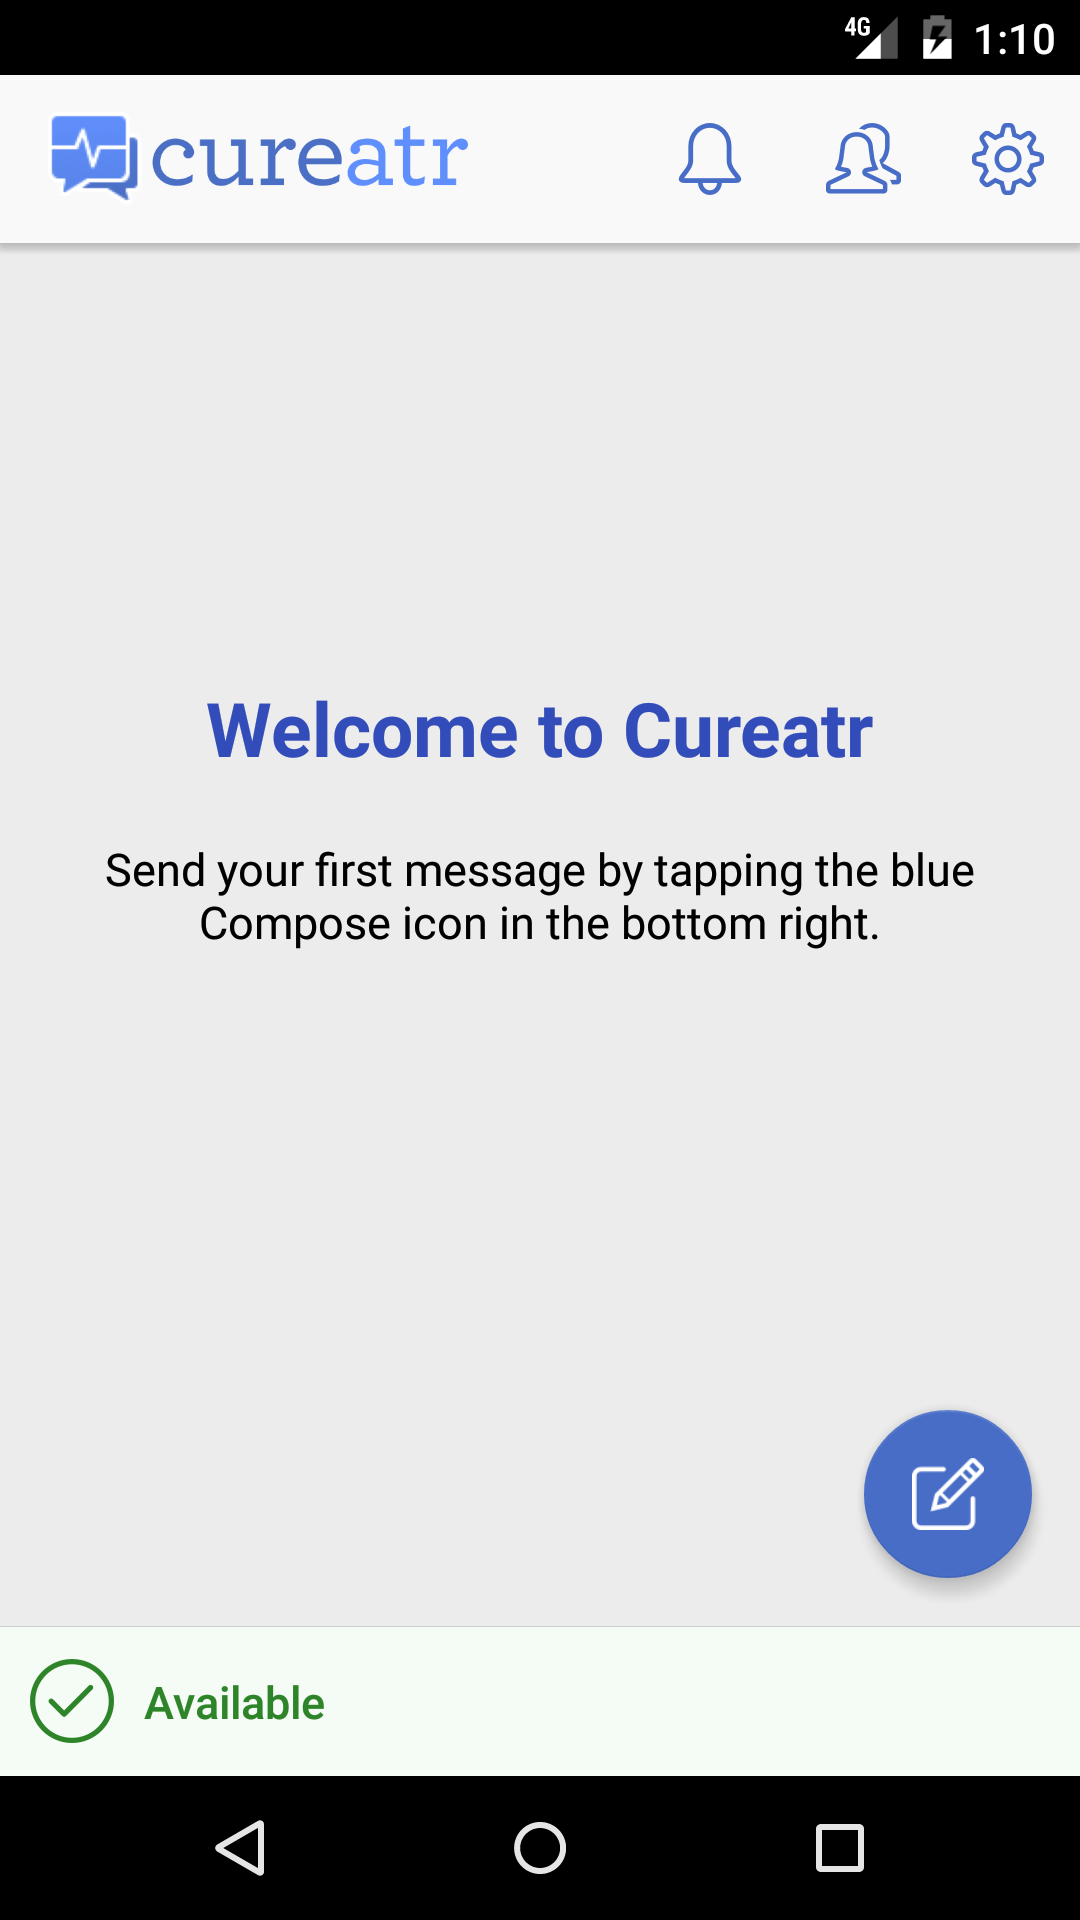 4G 1:10
cureatr
Welcome to Cureatr
Send your first message by tapping the blue
Compose icon in the bottom right.
Available